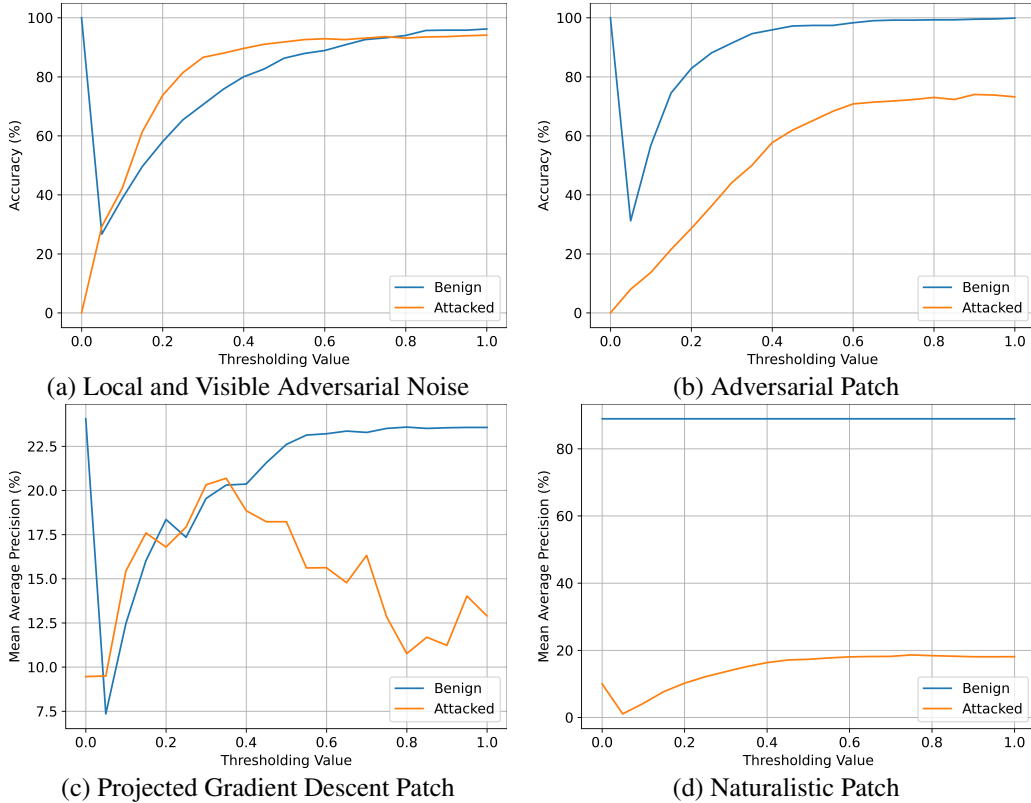 100
80
60
40
20
0
Accuracy (%)
Benign
Attacked
0.0 0.2 0.4 0.6 0.8 1.0
Thresholding Value
(a) Local and Visible Adversarial Noise
100
80
60
40
20
0
Accuracy (%)
Benign
Attacked
0.0 0.2 0.4 0.6 0.8 1.0
Thresholding Value
(b) Adversarial Patch
22.5
20.0
17.5
15.0
12.5
10.0
7.5
Mean Average Precision (%)
Benign
Attacked
0.0 0.2 0.4 0.6 0.8 1.0
Thresholding Value
(c) Projected Gradient Descent Patch
80
60
40
20
0
Mean Average Precision (%)
Benign
Attacked
0.0 0.2 0.4 0.6 0.8 1.0
Thresholding Value
(d) Naturalistic Patch